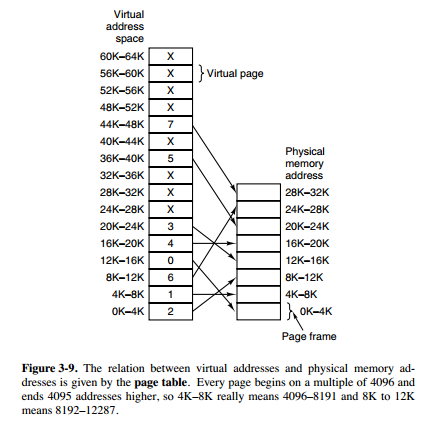 Virtual
address
space
60K–64K X
56K–60K X } Virtual page
52K–56K X
48K–52K X
44K–48K 7
40K–44K X
36K–40K 5
32K–36K X
28K–32K X
24K–28K X
20K–24K 3
16K–20K 4
12K–16K 0
8K–12K 6
4K–8K 1
0K–4K 2
Physical
memory
address
28K–32K
24K–28K
20K–24K
16K–20K
12K–16K
8K–12K
4K–8K
} 0K–4K
Page frame
Figure 3-9. The relation between virtual addresses and physical memory ad-
dresses is given by the page table. Every page begins on a multiple of 4096 and
ends 4095 addresses higher, so 4K–8K really means 4096–8191 and 8K to 12K
means 8192–12287.